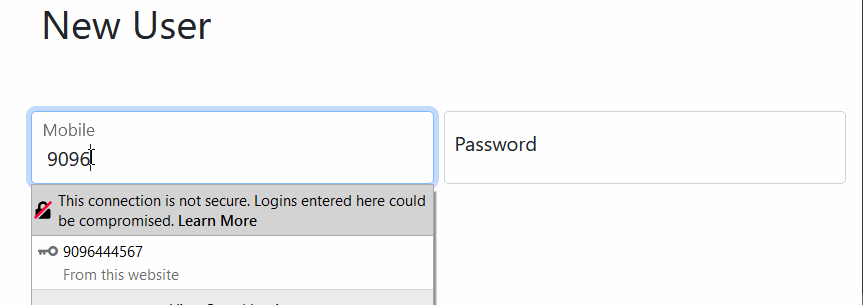 New User
Mobile
9096
Password
This connection is not secure. Logins entered here could
be compromised. Learn More
9096444567
From this website